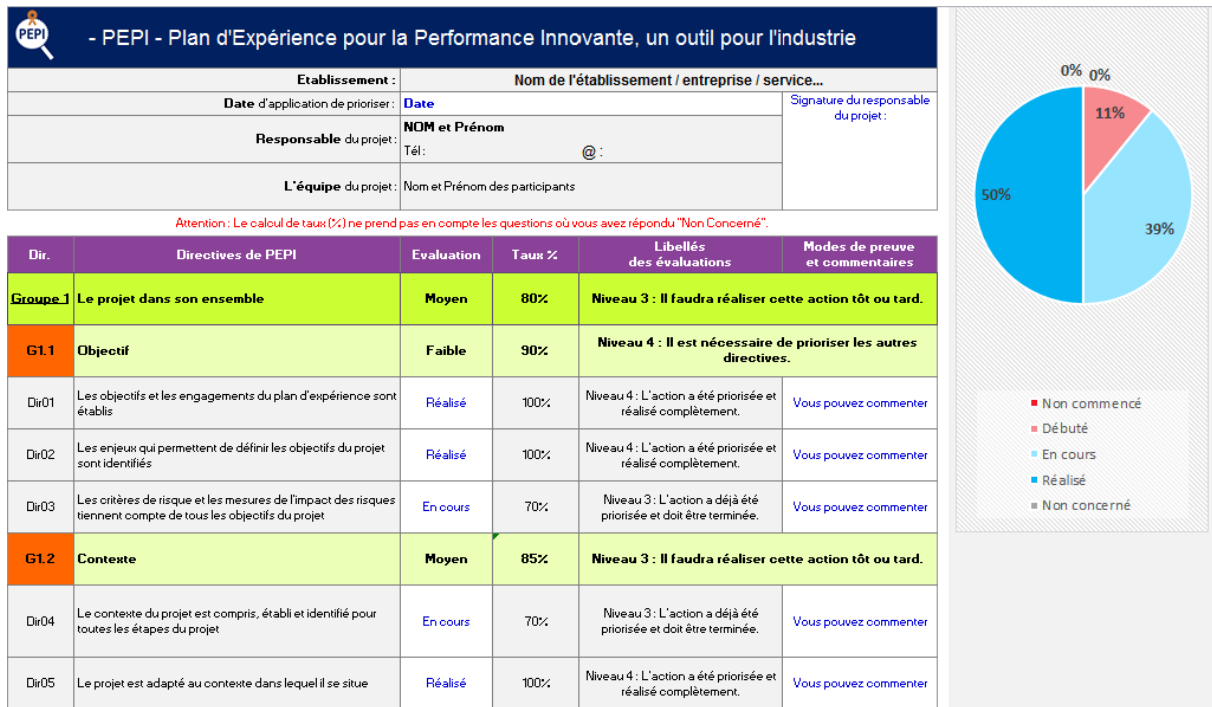 PEPI
- PEPI - Plan d'Expérience pour la Performance Innovante, un outil pour l'industrie
Etablissement :
Nom de l'établissement / entreprise / service...
Date d'application de prioriser :
Date
Signature du responsable
du projet :
Responsable du projet :
NOM et Prénom
Tél :
@ :
L'équipe du projet :
Nom et Prénom des participants
Attention : Le calcul de taux (%) ne prend pas en compte les questions où vous avez répondu "Non Concerné".
Dir.
Directives de PEPI
Evaluation
Taux %
Libellés
des évaluations
Modes de preuve
et commentaires
Groupe 1
Le projet dans son ensemble
Moyen
80%
Niveau 3 : Il faudra réaliser cette action tôt ou tard.
G1.1
Objectif
Faible
90%
Niveau 4 : Il est nécessaire de prioriser les autres
directives.
Dir01
Les objectifs et les engagements du plan d'expérience sont
établis
Réalisé
100%
Niveau 4 : L'action a été priorisée et
réalisé complètement.
Vous pouvez commenter
Dir02
Les enjeux qui permettent de définir les objectifs du projet
sont identifiés
Réalisé
100%
Niveau 4 : L'action a été priorisée et
réalisé complètement.
Vous pouvez commenter
Dir03
Les critères de risque et les mesures de l'impact des risques
tiennent compte de tous les objectifs du projet
En cours
70%
Niveau 3 : L'action a déjà été
priorisée et doit être terminée.
Vous pouvez commenter
G1.2
Contexte
Moyen
85%
Niveau 3 : Il faudra réaliser cette action tôt ou tard.
Dir04
Le contexte du projet est compris, établi et identifié pour
toutes les étapes du projet
En cours
70%
Niveau 3 : L'action a déjà été
priorisée et doit être terminée.
Vous pouvez commenter
Dir05
Le projet est adapté au contexte dans lequel il se situe
Réalisé
100%
Niveau 4 : L'action a été priorisée et
réalisé complètement.
Vous pouvez commenter
0%
0%
11%
50%
39%
Non commencé
Débuté
En cours
Réalisé
Non concerné